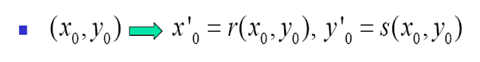 ▪ (x₀, y₀) ⇒ x'₀ = r(x₀, y₀), y'₀ = s(x₀, y₀)